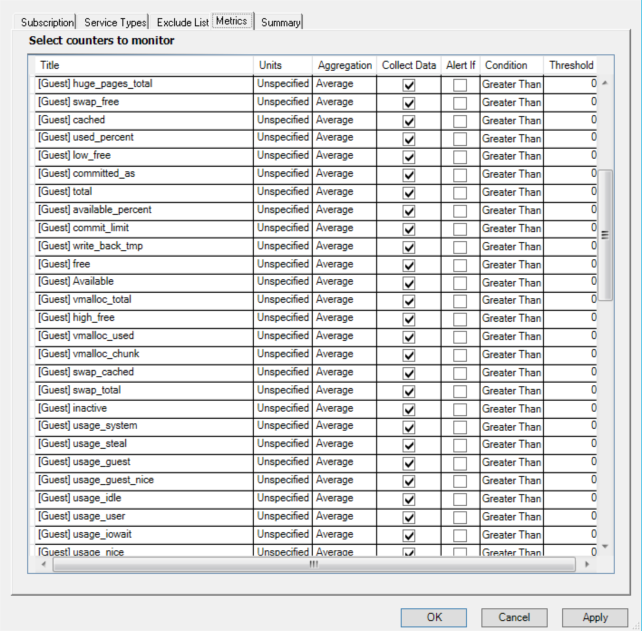 Subscription Service Types Exclude List Metrics Summary
Select counters to monitor
Title Units Aggregation Collect Data Alert If Condition Threshold
[Guest] huge_pages_total Unspecified Average Greater Than 0
[Guest] swap_free Unspecified Average Greater Than 0
[Guest] cached Unspecified Average Greater Than 0
[Guest] used_percent Unspecified Average Greater Than 0
[Guest] low_free Unspecified Average Greater Than 0
[Guest] committed_as Unspecified Average Greater Than 0
[Guest] total Unspecified Average Greater Than 0
[Guest] available_percent Unspecified Average Greater Than 0
[Guest] commit_limit Unspecified Average Greater Than 0
[Guest] write_back_tmp Unspecified Average Greater Than 0
[Guest] free Unspecified Average Greater Than 0
[Guest] Available Unspecified Average Greater Than 0
[Guest] vmalloc_total Unspecified Average Greater Than 0
[Guest] high_free Unspecified Average Greater Than 0
[Guest] vmalloc_used Unspecified Average Greater Than 0
[Guest] vmalloc_chunk Unspecified Average Greater Than 0
[Guest] swap_cached Unspecified Average Greater Than 0
[Guest] swap_total Unspecified Average Greater Than 0
[Guest] inactive Unspecified Average Greater Than 0
[Guest] usage_system Unspecified Average Greater Than 0
[Guest] usage_steal Unspecified Average Greater Than 0
[Guest] usage_guest Unspecified Average Greater Than 0
[Guest] usage_guest_nice Unspecified Average Greater Than 0
[Guest] usage_idle Unspecified Average Greater Than 0
[Guest] usage_user Unspecified Average Greater Than 0
[Guest] usage_iowait Unspecified Average Greater Than 0
[Guest] usage_nice Unspecified Average Greater Than 0
OK Cancel Apply